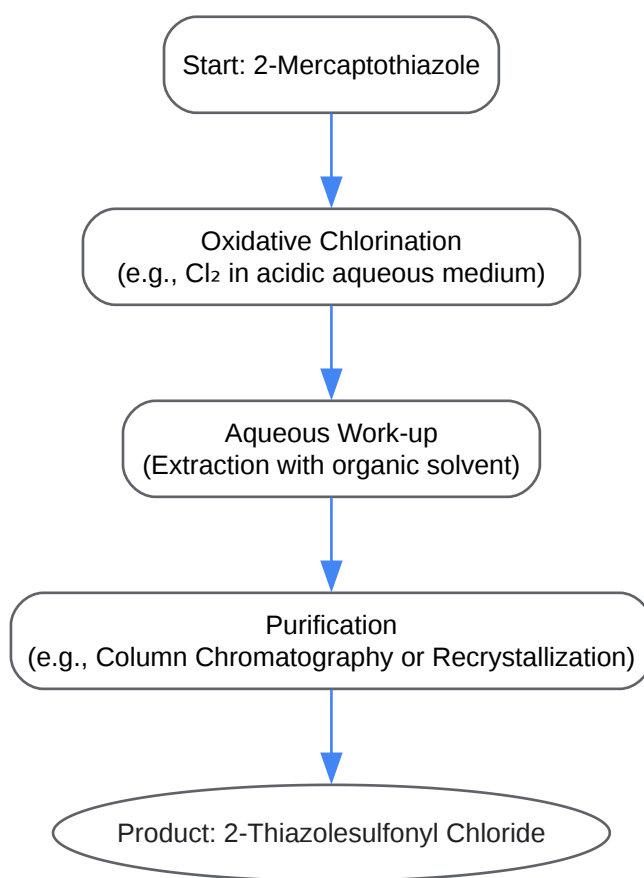 Start: 2-Mercaptothiazole
Oxidative Chlorination
(e.g., Cl₂ in acidic aqueous medium)
Aqueous Work-up
(Extraction with organic solvent)
Purification
(e.g., Column Chromatography or Recrystallization)
Product: 2-Thiazolesulfonyl Chloride